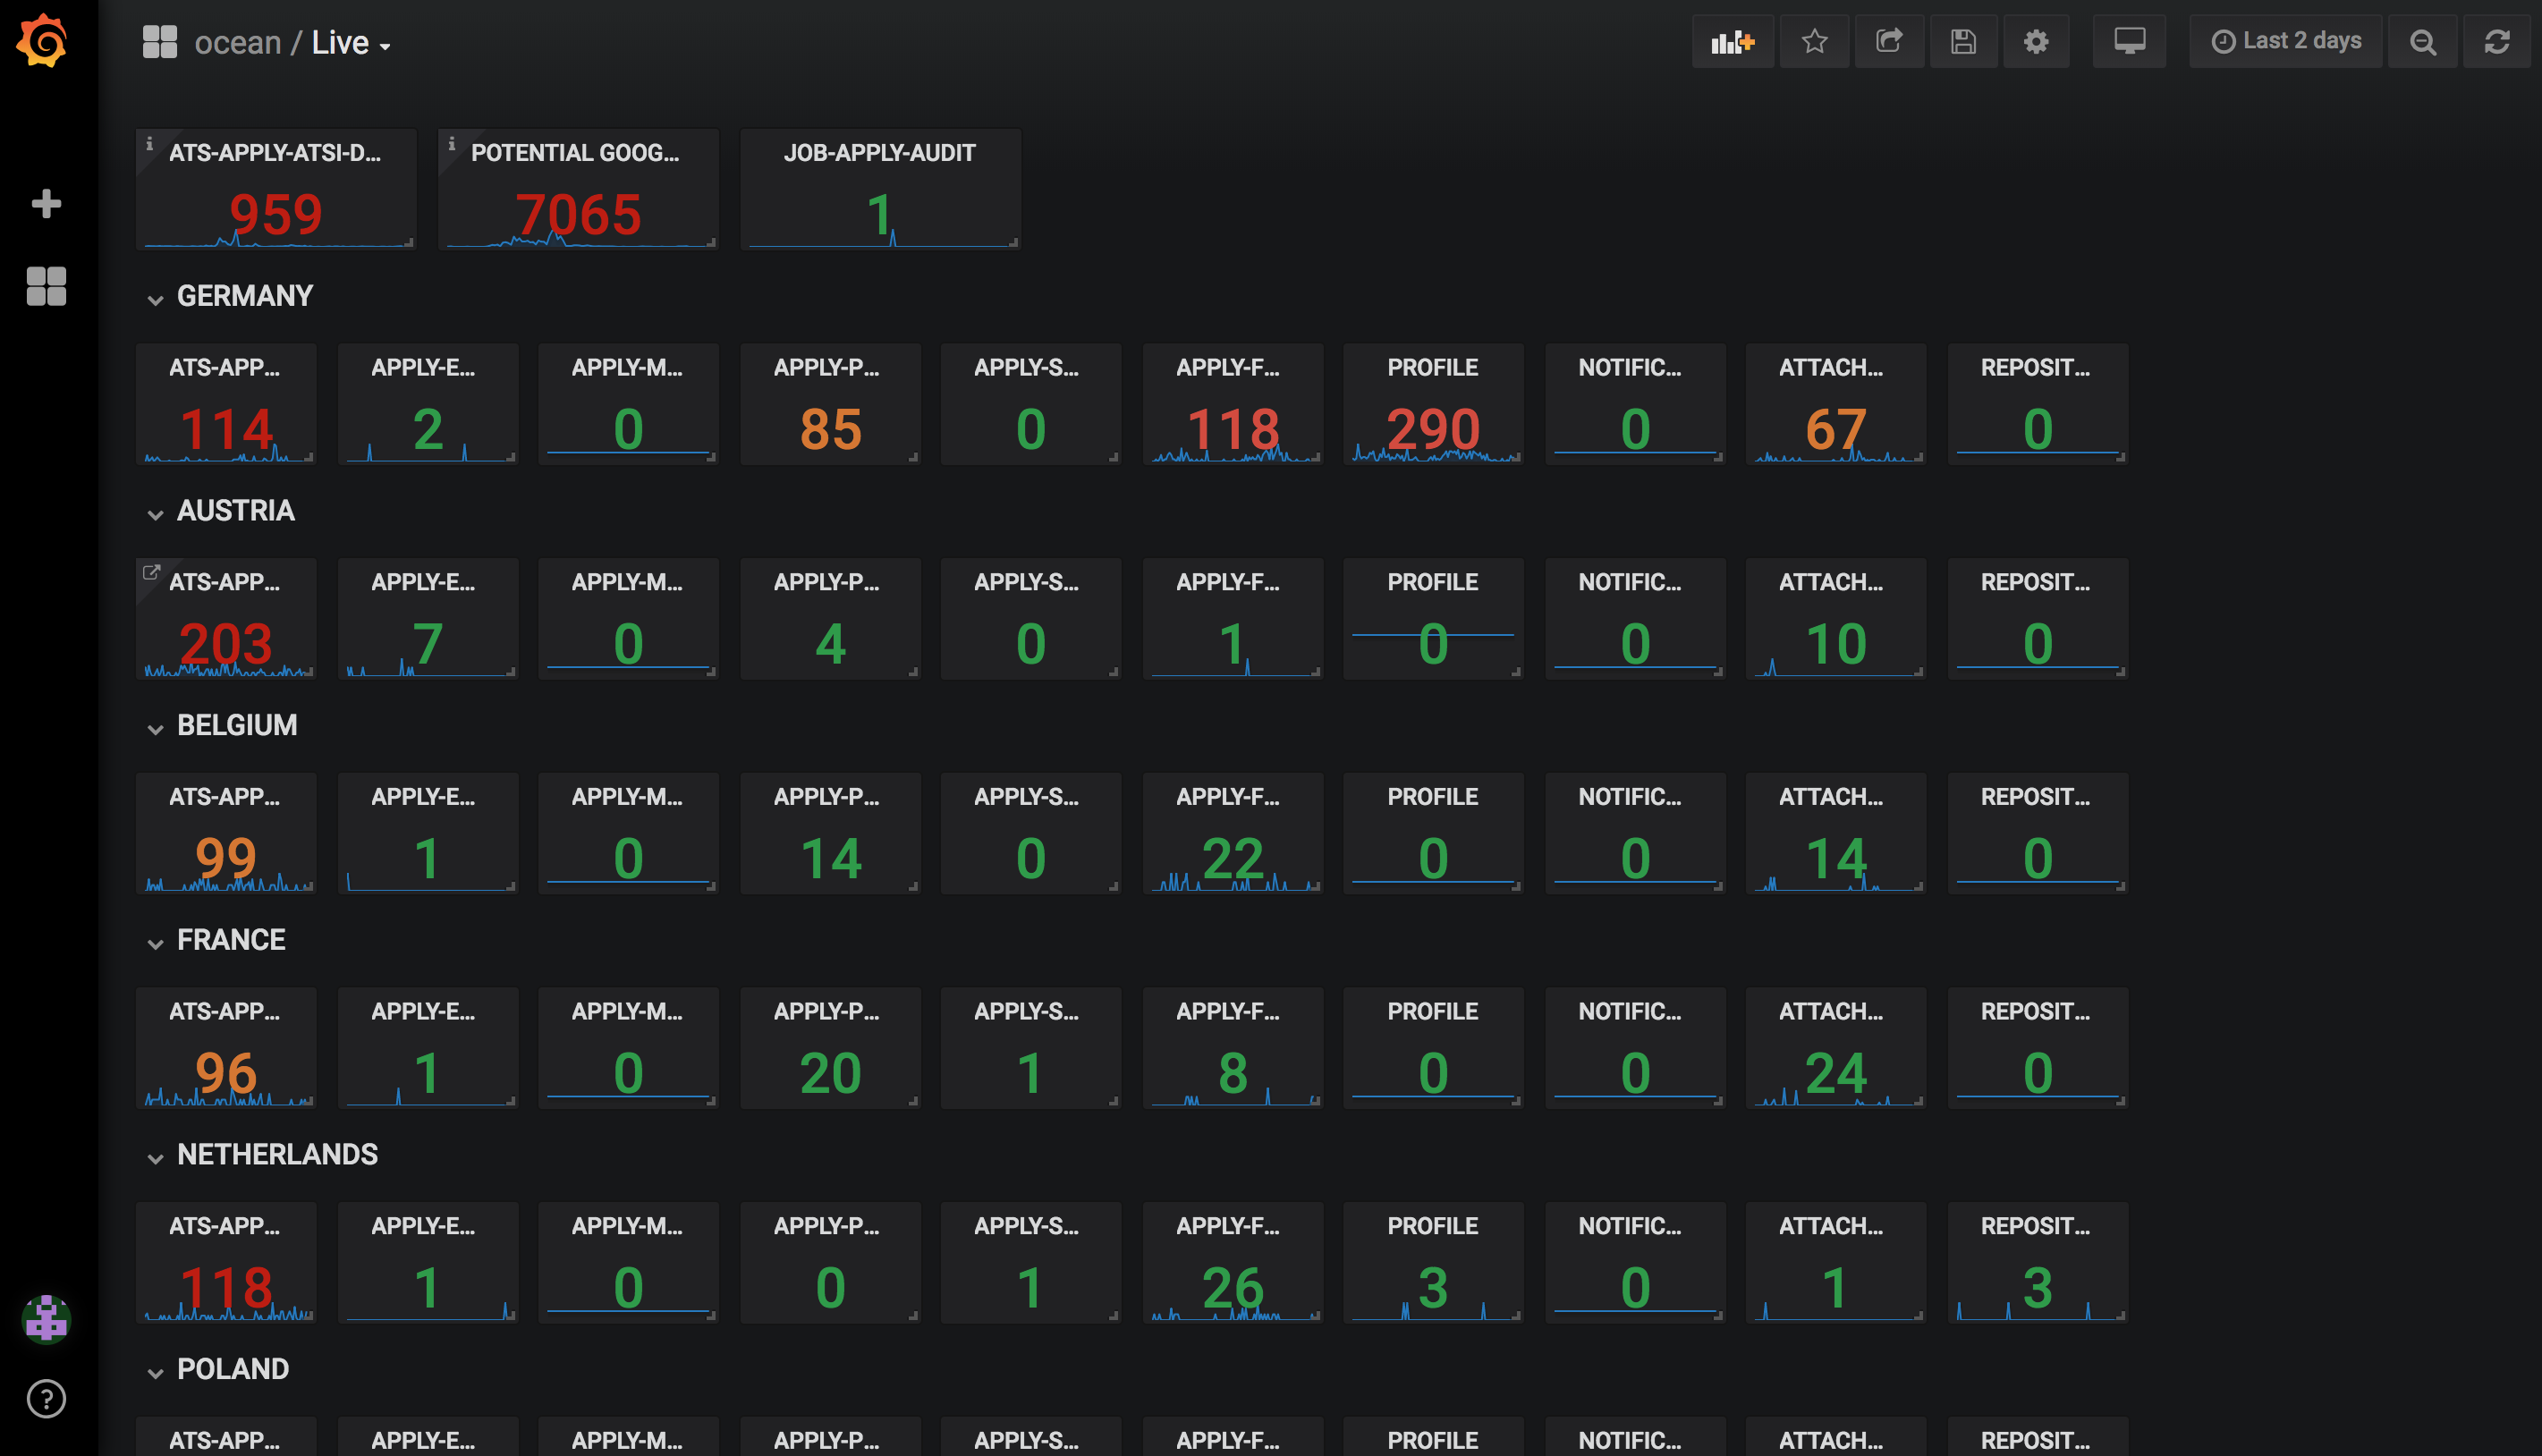 ocean / Live
Last 2 days
ATS-APPLY-ATSI-D... POTENTIAL GOOG... JOB-APPLY-AUDIT
959 7065 1
GERMANY
ATS-APP... APPLY-E... APPLY-M... APPLY-P... APPLY-S... APPLY-F... PROFILE NOTIFIC... ATTACH... REPOSIT...
114 2 0 85 0 118 290 0 67 0
AUSTRIA
ATS-APP... APPLY-E... APPLY-M... APPLY-P... APPLY-S... APPLY-F... PROFILE NOTIFIC... ATTACH... REPOSIT...
203 7 0 4 0 1 0 0 10 0
BELGIUM
ATS-APP... APPLY-E... APPLY-M... APPLY-P... APPLY-S... APPLY-F... PROFILE NOTIFIC... ATTACH... REPOSIT...
99 1 0 14 0 22 0 0 14 0
FRANCE
ATS-APP... APPLY-E... APPLY-M... APPLY-P... APPLY-S... APPLY-F... PROFILE NOTIFIC... ATTACH... REPOSIT...
96 1 0 20 1 8 0 0 24 0
NETHERLANDS
ATS-APP... APPLY-E... APPLY-M... APPLY-P... APPLY-S... APPLY-F... PROFILE NOTIFIC... ATTACH... REPOSIT...
118 1 0 0 1 26 3 0 1 3
POLAND
ATS-APP... APPLY-E... APPLY-M... APPLY-P... APPLY-S... APPLY-F... PROFILE NOTIFIC... ATTACH... REPOSIT...